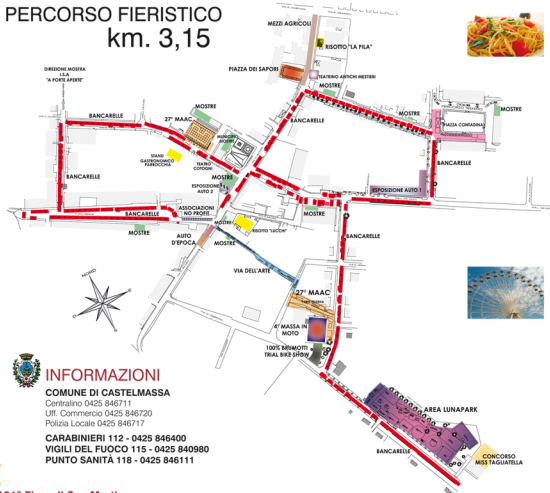 PERCORSO FIERISTICO
km. 3,15
MEZZI AGRICOLI
RISOTTO "LA PILA"
PIAZZA DEI SAPORI
TEATRINO ANTICHI MESTIERI
DIREZIONE MOSTRA
I.S.A
"A PORTE APERTE"
MOSTRE
MOSTRE
MOSTRE
MOSTRE
BANCARELLE
27° MAAC
BANCARELLE
PIAZZA CONTADINA
MUNICIPIO
STAND
GASTRONOMICO
PARROCCHIA
TEATRO
COTOGNI
BANCARELLE
BANCARELLE
MOSTRE
ESPOSIZIONE
AUTO 2
ESPOSIZIONE AUTO 1
BANCARELLE
ASSOCIAZIONI
NO PROFIT
MOSTRE
MOSTRE
RISOTTO "LUCCHI"
MOSTRE
AUTO
D'EPOCA
MOSTRE
BANCARELLE
VIA DELL'ARTE
NORD
27° MAAC
4° MASSA IN
MOTO
100% BRUMOTTI
TRIAL BIKE SHOW
INFORMAZIONI
COMUNE DI CASTELMASSA
Centralino 0425 846711
Uff. Commercio 0425 846720
Polizia Locale 0425 846717
CARABINIERI 112 - 0425 846400
VIGILI DEL FUOCO 115 - 0425 840980
PUNTO SANITÀ 118 - 0425 846111
AREA LUNAPARK
BANCARELLE
CONCORSO
MISS TAGLIATELLA